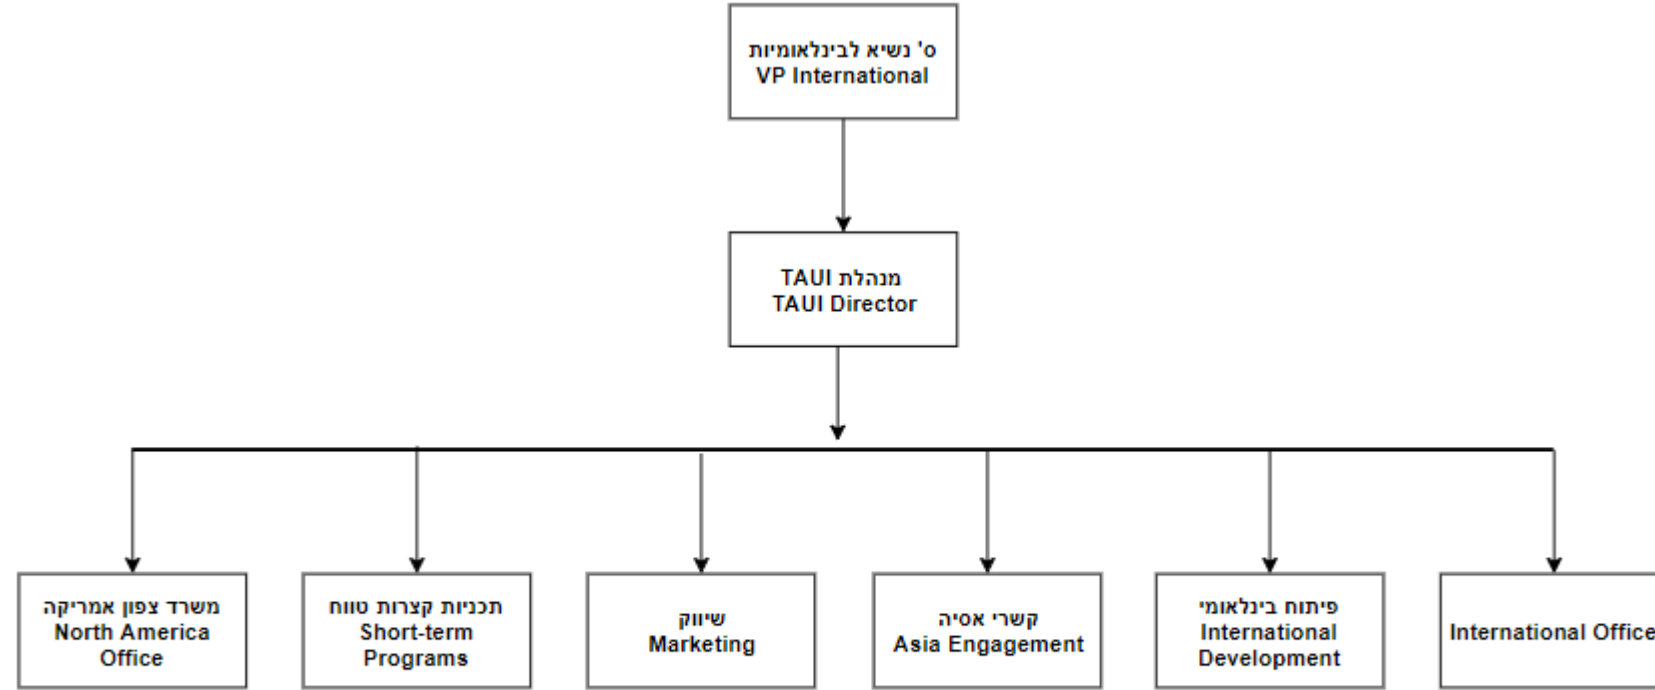 ס' נשיא לבינלאומיות
VP International
מנהלת TAUI
TAUI Director
משרד צפון אמריקה
North America
Office
תכניות קצרות טווח
Short-term
Programs
שיווק
Marketing
קשרי אסיה
Asia Engagement
פיתוח בינלאומי
International
Development
International Office